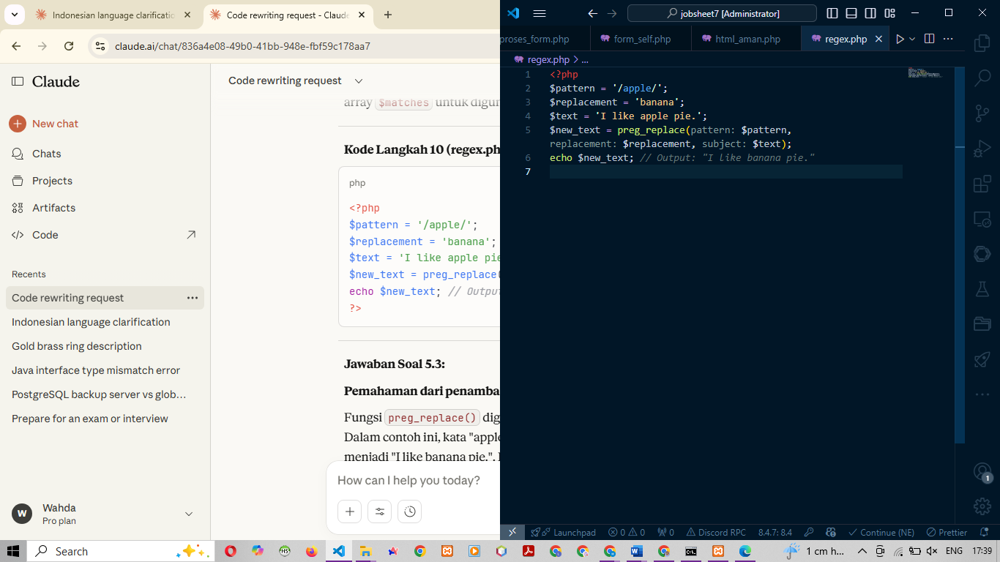 Indonesian language clarificatio
Code rewriting request - Claude
jobsheet7 [Administrator]
claude.ai/chat/836a4e08-49b0-41bb-948e-fbf59c178aa7
proses_form.php
form_self.php
html_aman.php
regex.php
regex.php > ...
Claude
New chat
Chats
Projects
Artifacts
Code
Recents
Code rewriting request
Indonesian language clarification
Gold brass ring description
Java interface type mismatch error
PostgreSQL backup server vs glob...
Prepare for an exam or interview
W
Wahda
Pro plan
Code rewriting request
array $matches untuk digu
Kode Langkah 10 (regex.ph
php
<?php
$pattern = '/apple/';
$replacement = 'banana';
$text = 'I like apple pie
$new_text = preg_replace(
echo $new_text; // Outpu
?>
Jawaban Soal 5.3:
Pemahaman dari penamba
Fungsi preg_replace() dig
Dalam contoh ini, kata "apple
menjadi "I like banana pie.".
How can I help you today?
1 <?php
2 $pattern = '/apple/';
3 $replacement = 'banana';
4 $text = 'I like apple pie.';
5 $new_text = preg_replace(pattern: $pattern,
replacement: $replacement, subject: $text);
6 echo $new_text; // Output: "I like banana pie."
7
1
Launchpad
0
0
0
Discord RPC
8.4.7: 8.4
Continue (NE)
Prettier
Search
1 cm h...
ENG
17:39